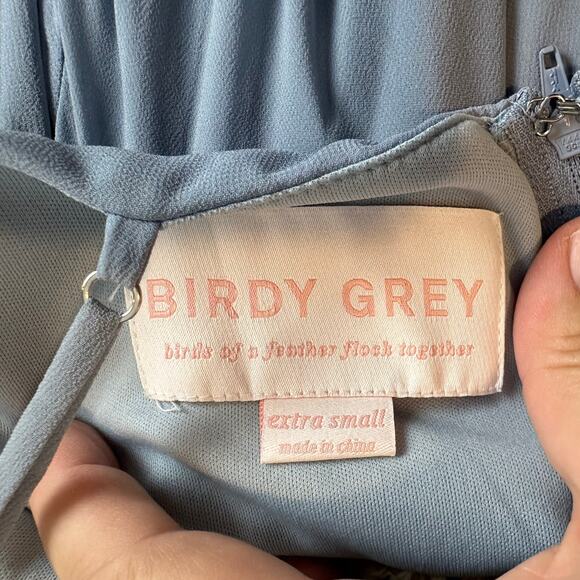 BIRDY GREY
birds of a feather flock together
extra small
made in china